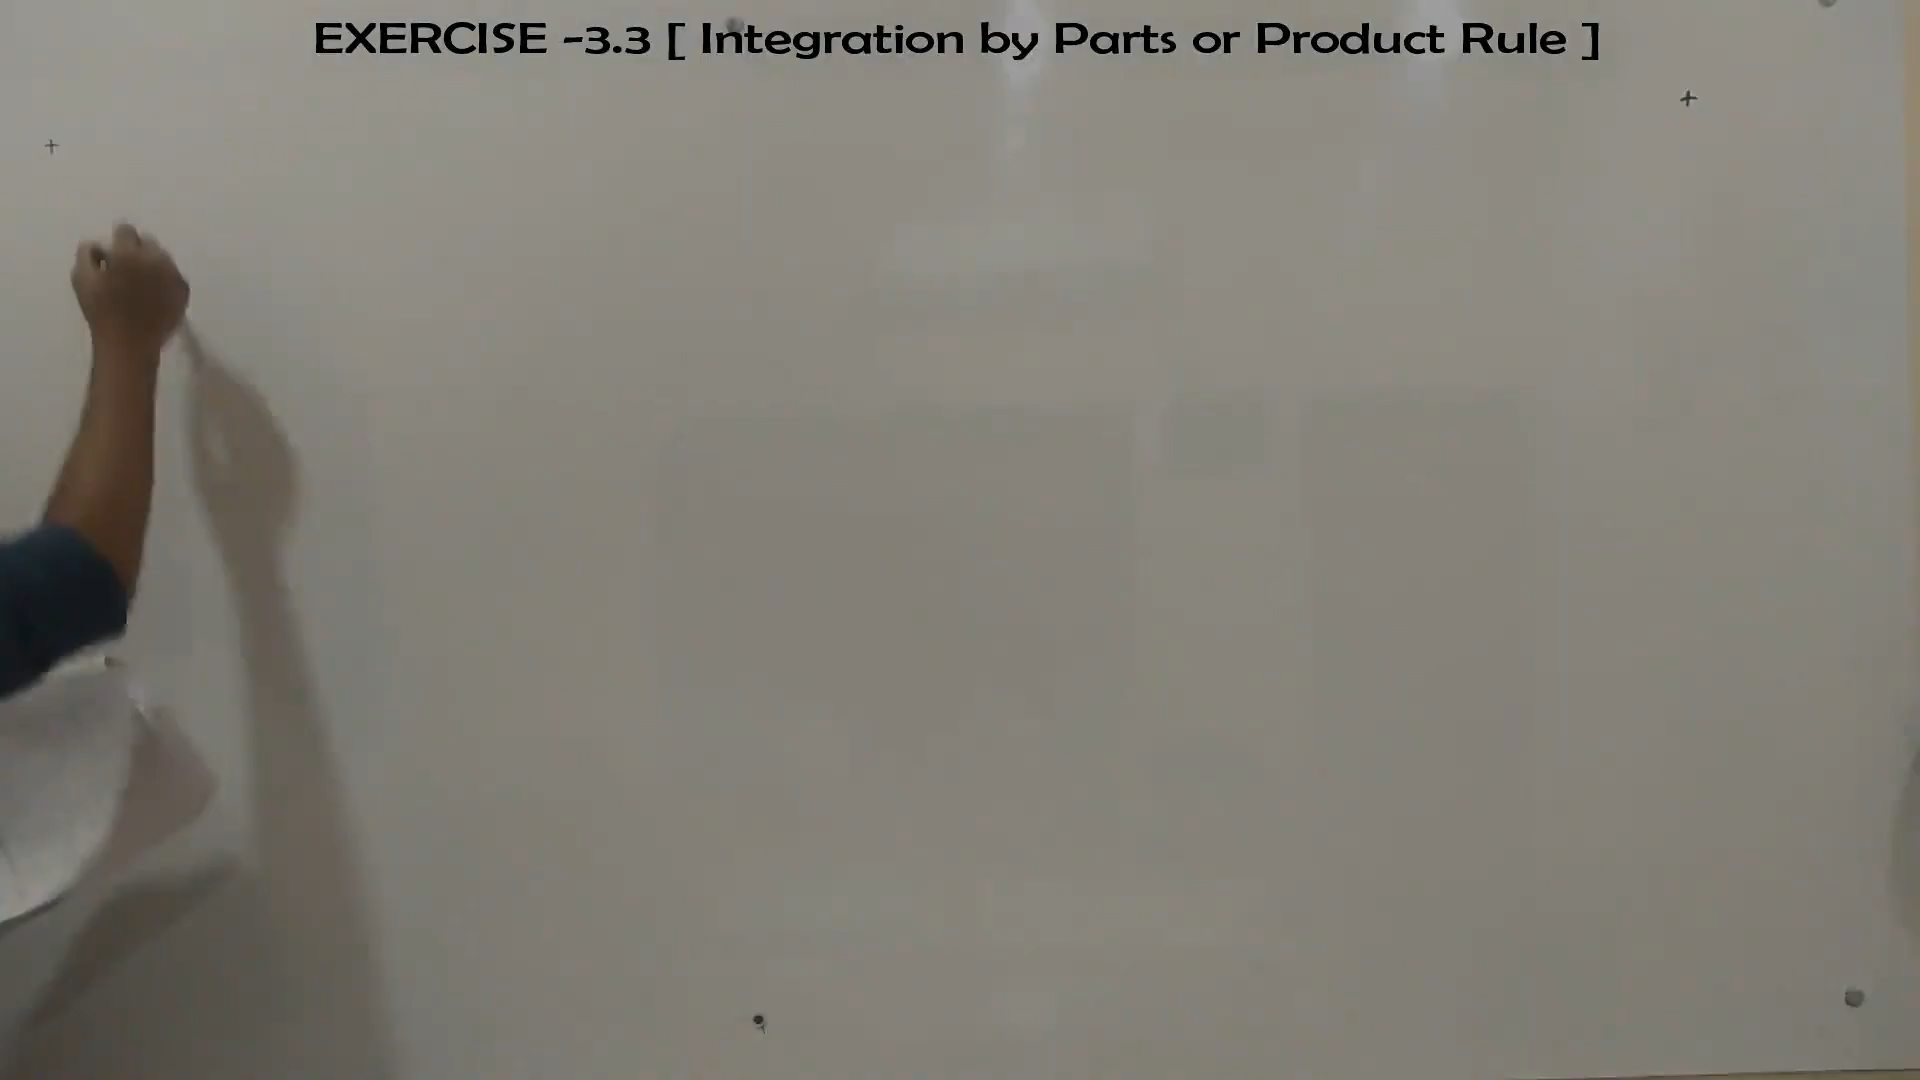 EXERCISE -3.3 [ Integration by Parts or Product Rule ]
+
+